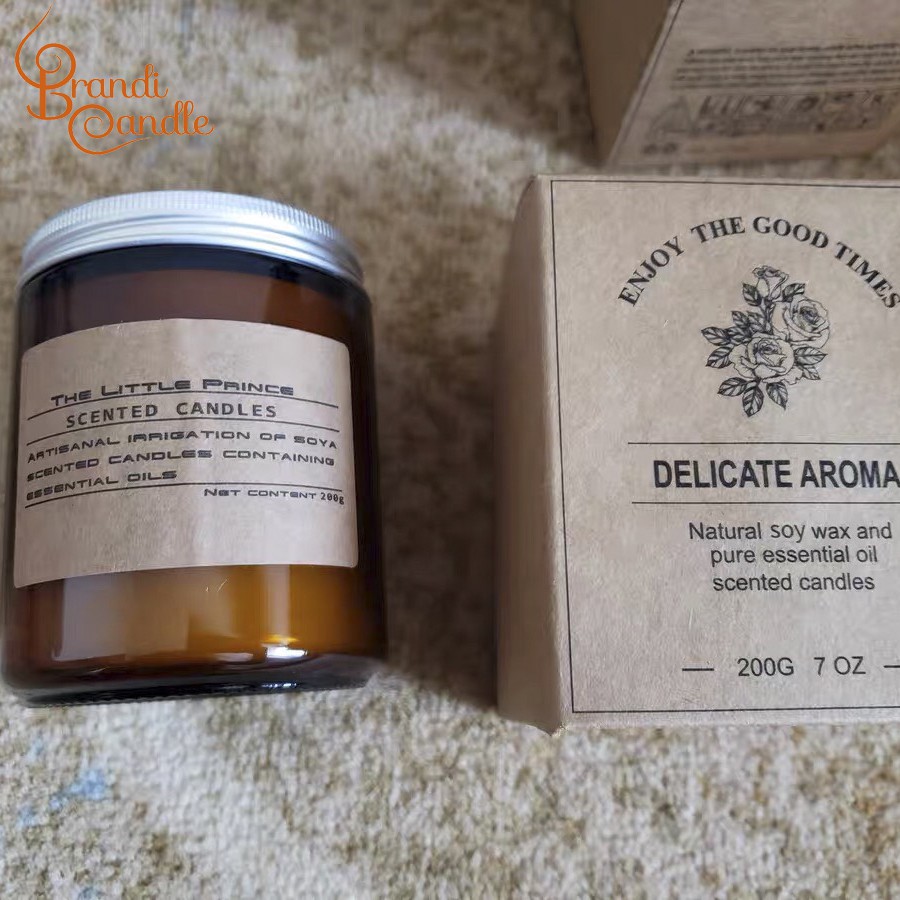 Brandi
Candle
THE LITTLE PRINCE
SCENTED CANDLES
ARTISANAL IRRIGATION OF SOYA
SCENTED CANDLES CONTAINING
ESSENTIAL OILS
NET CONTENT 200g
ENJOY THE GOOD TIMES
DELICATE AROMA
Natural soy wax and
pure essential oil
scented candles
200G 7 OZ